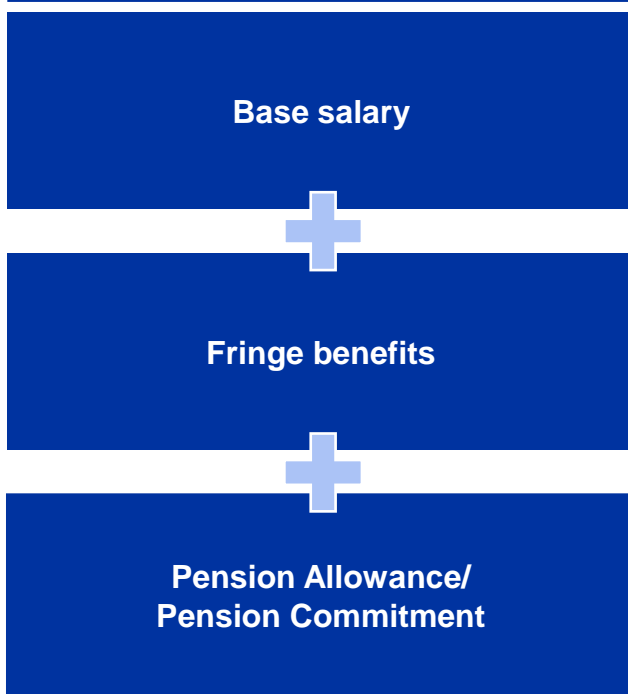 Base salary
Fringe benefits
Pension Allowance/
Pension Commitment